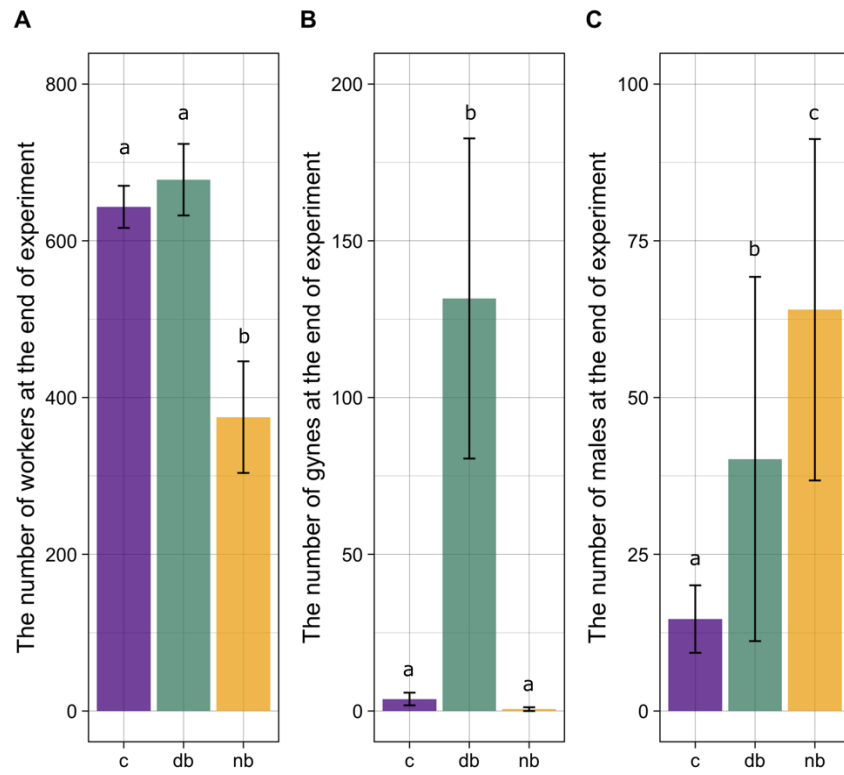 A
The number of workers at the end of experiment
800
600
400
200
0
a
a
b
c db nb
B
The number of gynes at the end of experiment
200
150
100
50
0
a
b
a
c db nb
C
The number of males at the end of experiment
100
75
50
25
0
a
b
c
c db nb